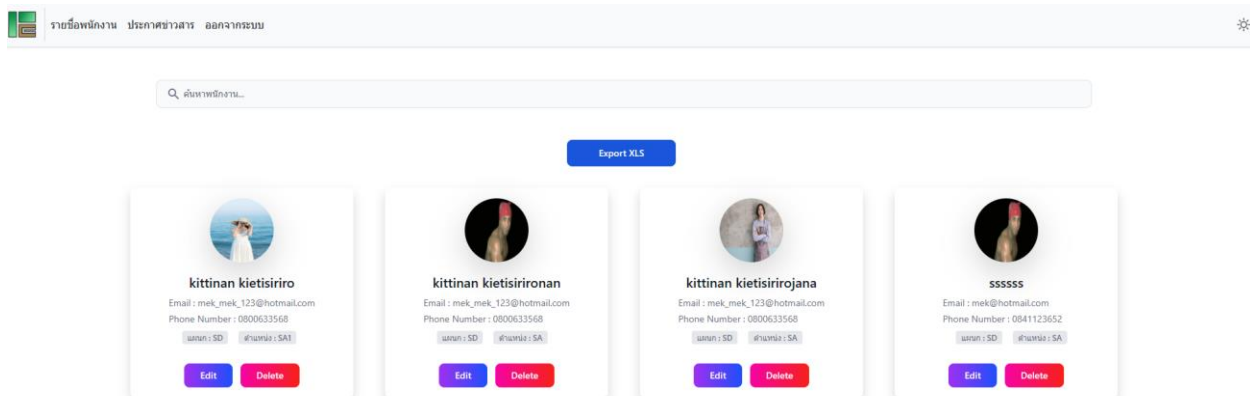 รายชื่อพนักงาน ประกาศข่าวสาร ออกจากระบบ
ค้นหาพนักงาน...
Export XLS
kittinan kietisiriro
Email : mek_mek_123@hotmail.com
Phone Number : 0800633568
แผนก : SD ตำแหน่ง : SA1
Edit Delete
kittinan kietisirironan
Email : mek_mek_123@hotmail.com
Phone Number : 0800633568
แผนก : SD ตำแหน่ง : SA
Edit Delete
kittinan kietisirirojana
Email : mek_mek_123@hotmail.com
Phone Number : 0800633568
แผนก : SD ตำแหน่ง : SA
Edit Delete
ssssss
Email : mek@hotmail.com
Phone Number : 0841123652
แผนก : SD ตำแหน่ง : SA
Edit Delete